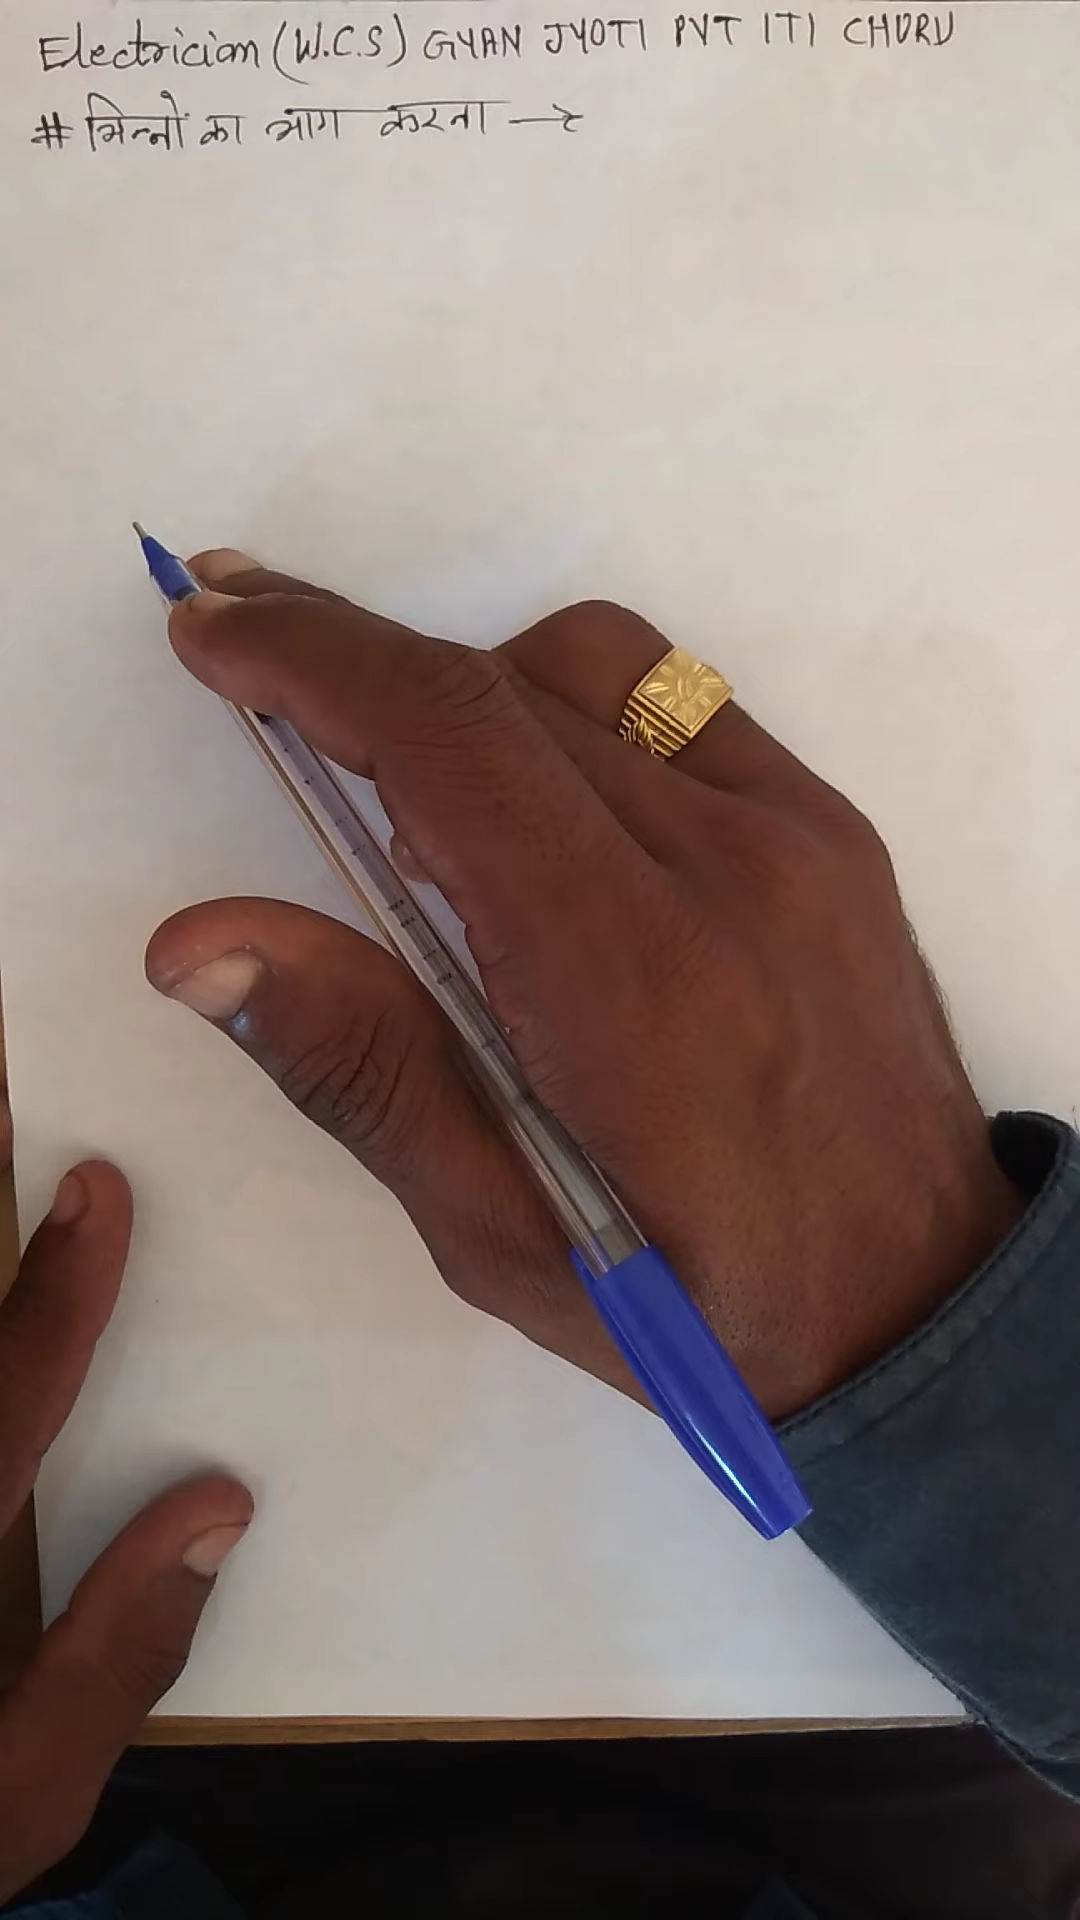 Electrician (W.C.S) GYAN JYOTI PVT ITI CHURU
# भिन्नों का भाग करना →